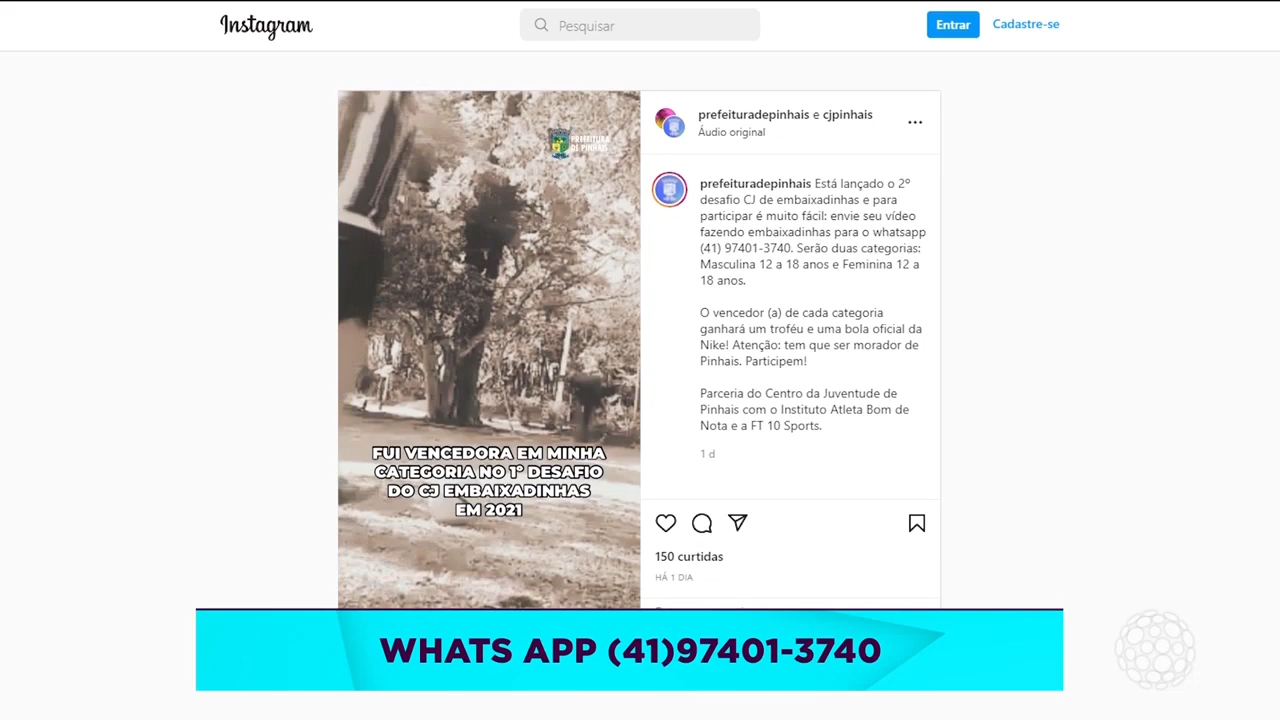 Instagram
Pesquisar
Entrar
Cadastre-se
PREFEITURA
DE PINHAIS
FUI VENCEDORA EM MINHA
CATEGORIA NO 1º DESAFIO
DO CJ EMBAIXADINHAS
EM 2021
prefeituradepinhais e cjpinhais
Áudio original
prefeituradepinhais Está lançado o 2º
desafio CJ de embaixadinhas e para
participar é muito fácil: envie seu vídeo
fazendo embaixadinhas para o whatsapp
(41) 97401-3740. Serão duas categorias:
Masculina 12 a 18 anos e Feminina 12 a
18 anos.
O vencedor (a) de cada categoria
ganhará um troféu e uma bola oficial da
Nike! Atenção: tem que ser morador de
Pinhais. Participem!
Parceria do Centro da Juventude de
Pinhais com o Instituto Atleta Bom de
Nota e a FT 10 Sports.
1 d
150 curtidas
HÁ 1 DIA
WHATS APP (41)97401-3740